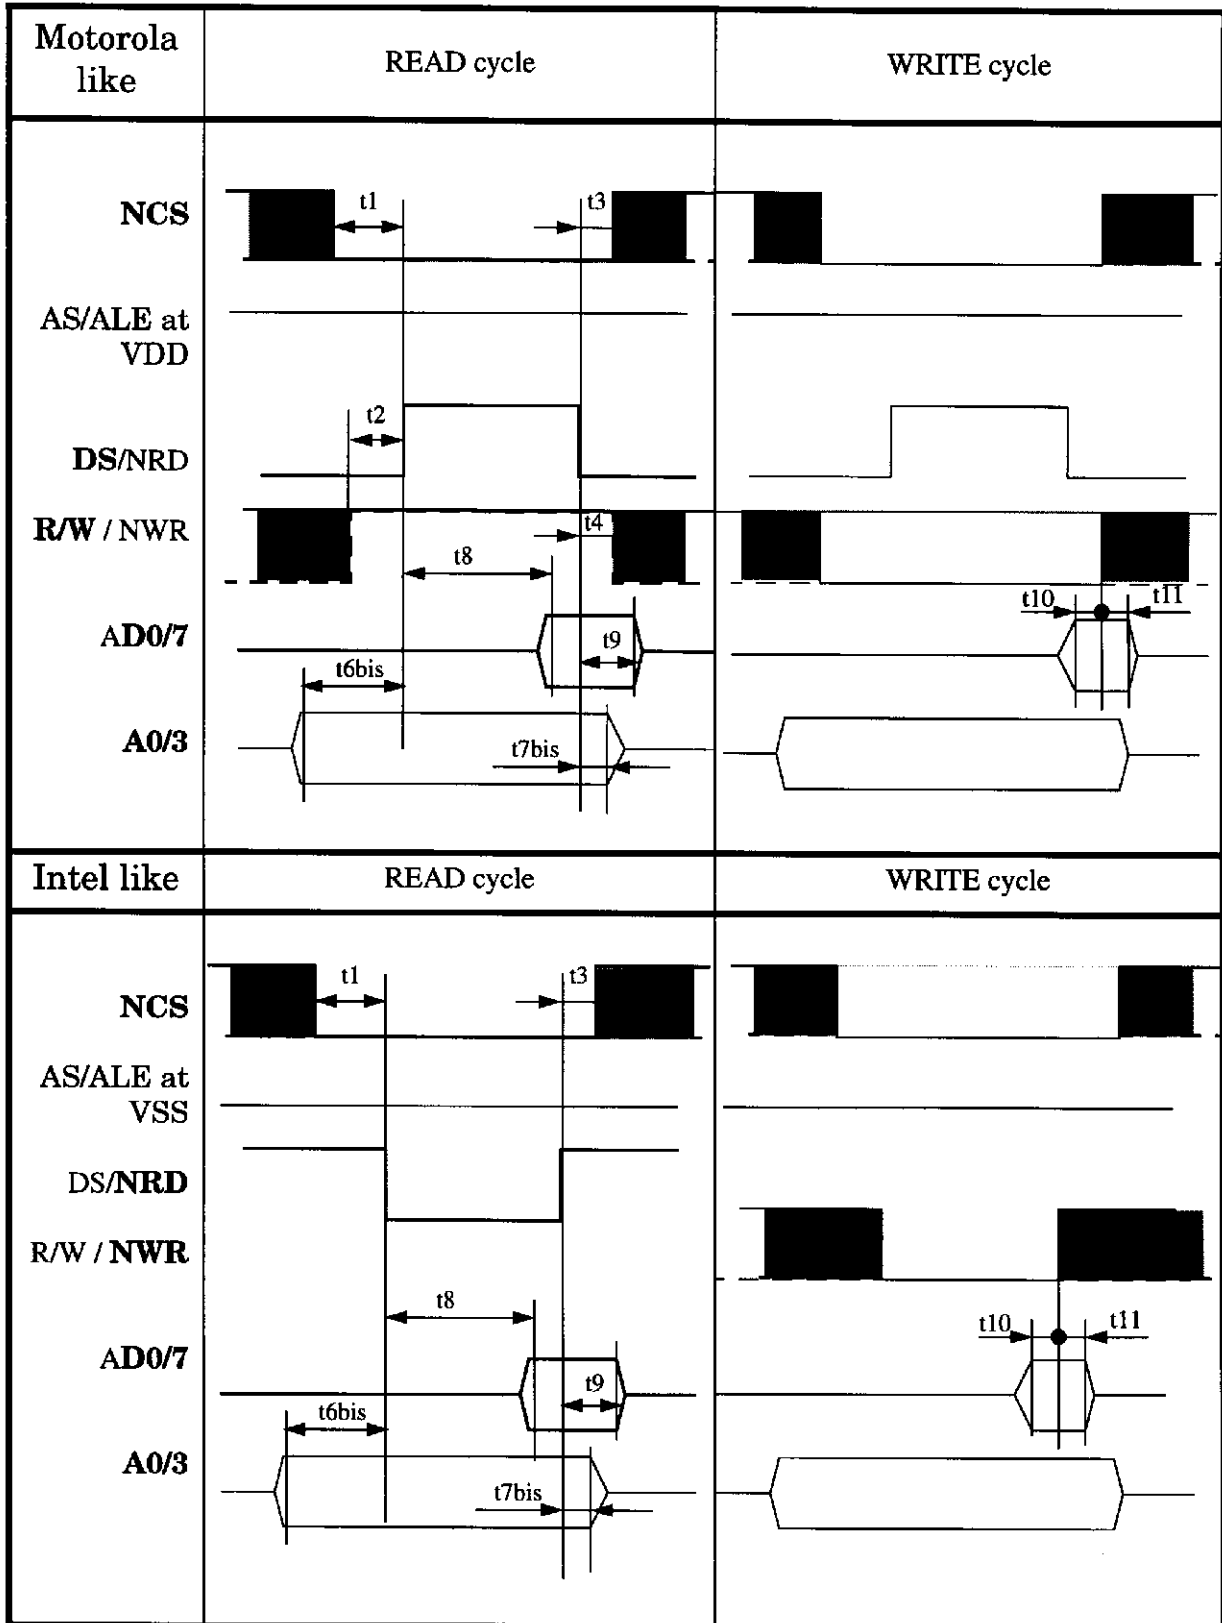 Motorola
like
READ cycle
WRITE cycle
NCS
t1
t3
AS/ALE at
VDD
t2
DS/NRD
R/W / NWR
t4
t8
t10
t11
AD0/7
t9
t6bis
A0/3
t7bis
Intel like
READ cycle
WRITE cycle
NCS
t1
t3
AS/ALE at
VSS
DS/NRD
R/W / NWR
t8
t10
t11
AD0/7
t9
t6bis
A0/3
t7bis